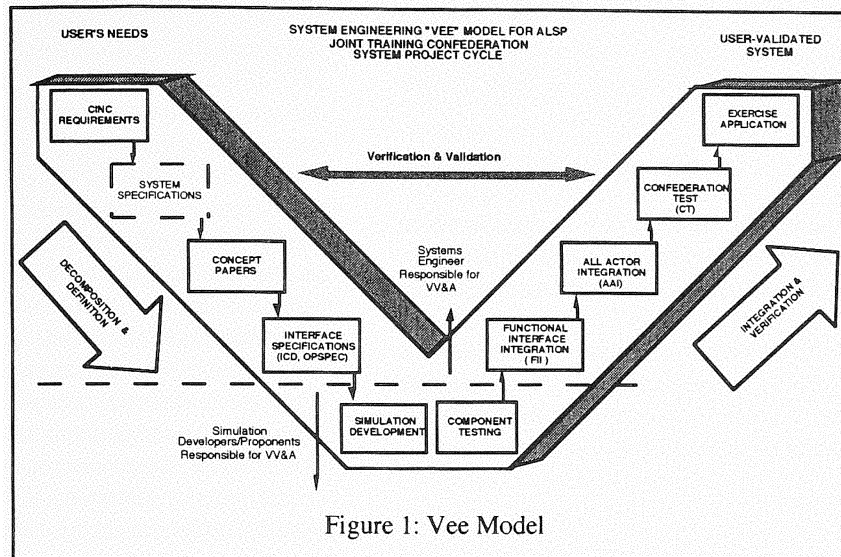 USER'S NEEDS
SYSTEM ENGINEERING "VEE" MODEL FOR ALSP
JOINT TRAINING CONFEDERATION
SYSTEM PROJECT CYCLE
USER-VALIDATED
SYSTEM
CINC
REQUIREMENTS
EXERCISE
APPLICATION
Verification & Validation
SYSTEM
SPECIFICATIONS
CONFEDERATION
TEST
(CT)
CONCEPT
PAPERS
Systems
Engineer
Responsible for
VV&A
ALL ACTOR
INTEGRATION
(AAI)
DECOMPOSITION &
DEFINITION
INTEGRATION &
VERIFICATION
INTERFACE
SPECIFICATIONS
(ICD, OPSPEC)
FUNCTIONAL
INTERFACE
INTEGRATION
(FII)
SIMULATION
DEVELOPMENT
COMPONENT
TESTING
Simulation
Developers/Proponents
Responsible for VV&A
Figure 1: Vee Model